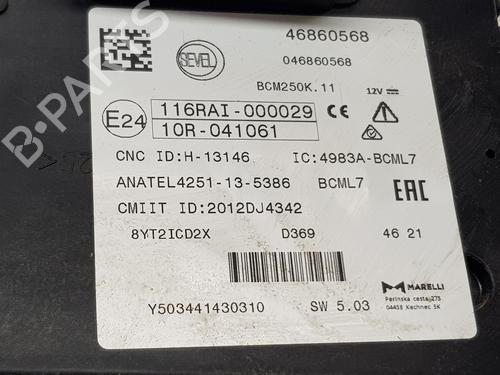 46860568
046860568
SEVEL
BCM250K.11
12V
E24
116RAI-000029
10R-041061
CE
CNC ID:H-13146 IC:4983A-BCML7
ANATEL4251-13-5386 BCML7
EAC
CMIIT ID:2012DJ4342
8YT2ICD2X D369 46 21
MARELLI
Perinska cesta 275
04458 Kechnec SK
Y503441430310 SW 5.03
B-PARTS